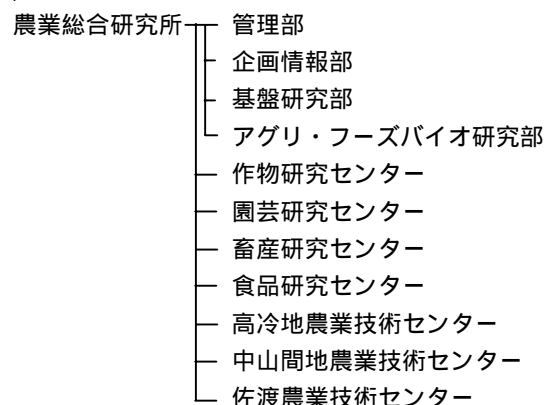 農業総合研究所 管理部
企画情報部
基盤研究部
アグリ・フーズバイオ研究部
作物研究センター
園芸研究センター
畜産研究センター
食品研究センター
高冷地農業技術センター
中山間地農業技術センター
佐渡農業技術センター